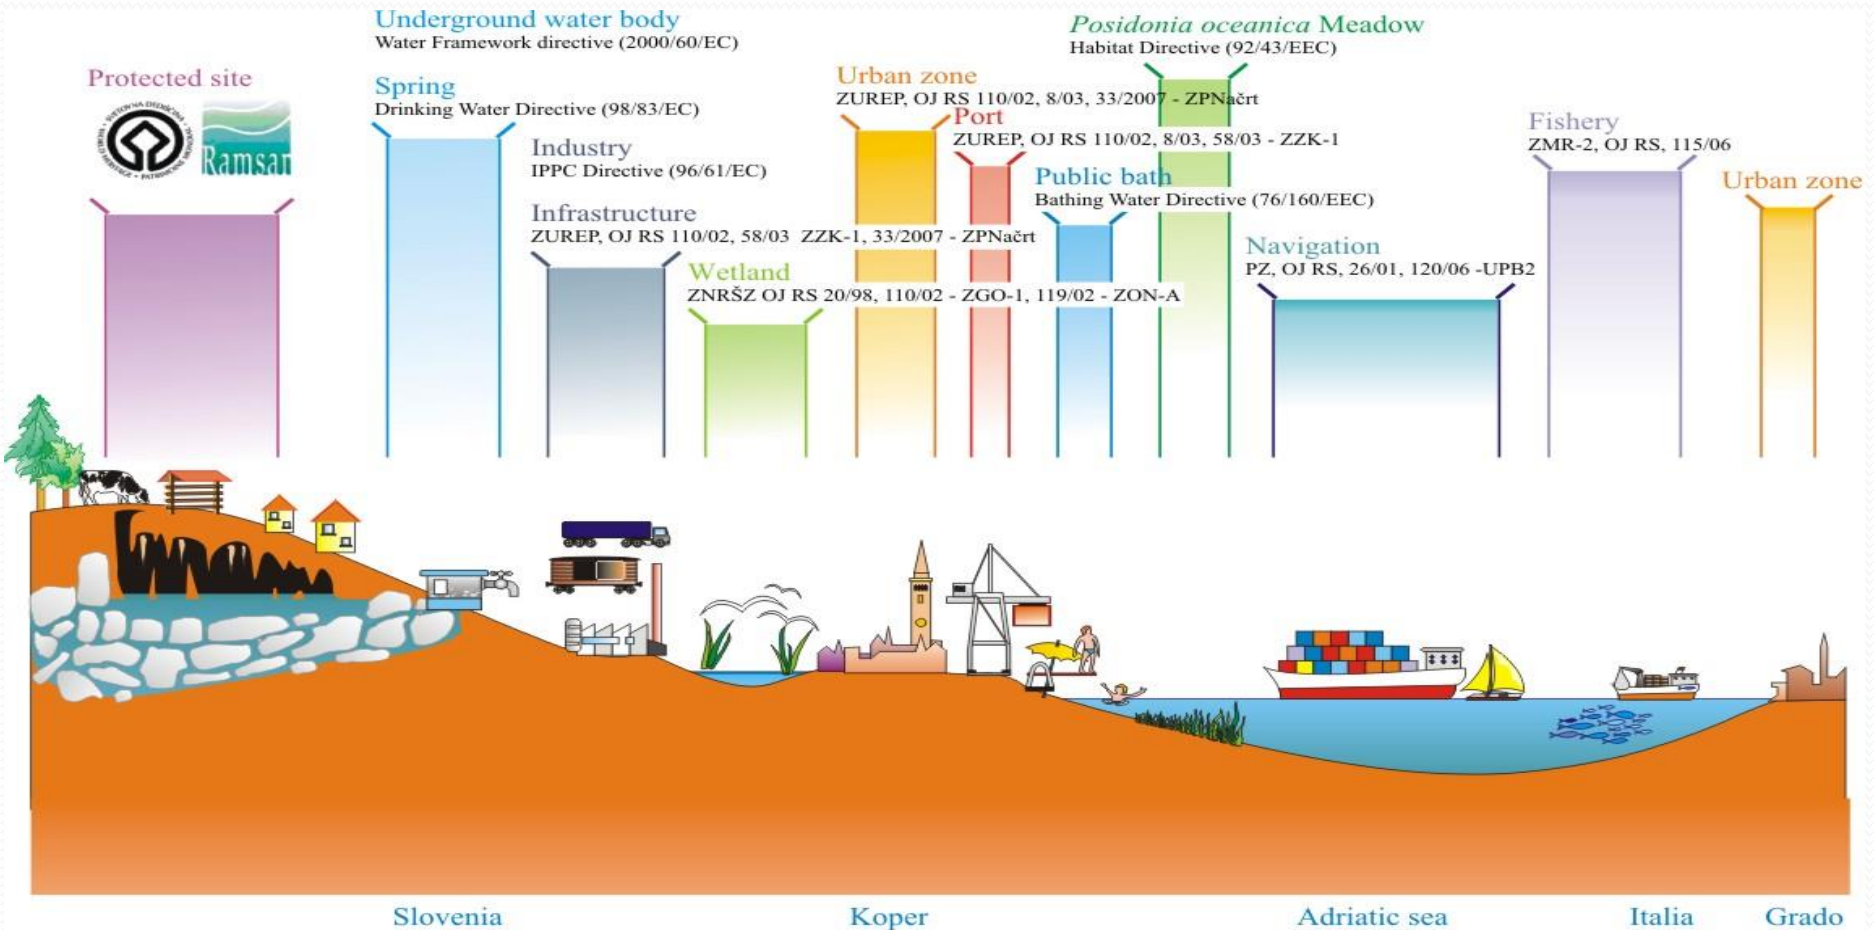 Underground water body
Water Framework directive (2000/60/EC)
Posidonia oceanica Meadow
Habitat Directive (92/43/EEC)
Protected site
SVETOVNA DEDIŠČINA • WORLD HERITAGE • PATRIMOINE MONDIAL
Ramsar
Spring
Drinking Water Directive (98/83/EC)
Urban zone
ZUREP, OJ RS 110/02, 8/03, 33/2007 - ZPNačrt
Port
ZUREP, OJ RS 110/02, 8/03, 58/03 - ZZK-1
Fishery
ZMR-2, OJ RS, 115/06
Industry
IPPC Directive (96/61/EC)
Public bath
Bathing Water Directive (76/160/EEC)
Urban zone
Infrastructure
ZUREP, OJ RS 110/02, 58/03 ZZK-1, 33/2007 - ZPNačrt
Navigation
PZ, OJ RS, 26/01, 120/06 -UPB2
Wetland
ZNRŠZ OJ RS 20/98, 110/02 - ZGO-1, 119/02 - ZON-A
Slovenia
Koper
Adriatic sea
Italia
Grado